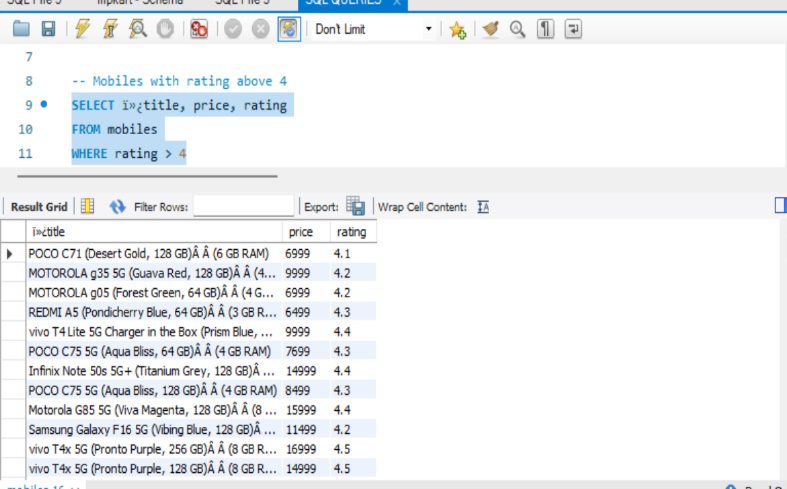 SQL File 5 flipkart - Schema SQL File 5 SQL QUERIES ×
Don't Limit
7
8 -- Mobiles with rating above 4
9 SELECT ï»¿title, price, rating
10 FROM mobiles
11 WHERE rating > 4
Result Grid Filter Rows: Export: Wrap Cell Content: IA
ï»¿title price rating
POCO C71 (Desert Gold, 128 GB)Â Â (6 GB RAM) 6999 4.1
MOTOROLA g35 5G (Guava Red, 128 GB)Â Â (4... 9999 4.2
MOTOROLA g05 (Forest Green, 64 GB)Â Â (4 G... 6999 4.2
REDMI A5 (Pondicherry Blue, 64 GB)Â Â (3 GB R... 6499 4.3
vivo T4 Lite 5G Charger in the Box (Prism Blue, ... 9999 4.4
POCO C75 5G (Aqua Bliss, 64 GB)Â Â (4 GB RAM) 7699 4.3
Infinix Note 50s 5G+ (Titanium Grey, 128 GB)Â ... 14999 4.4
POCO C75 5G (Aqua Bliss, 128 GB)Â Â (4 GB RAM) 8499 4.3
Motorola G85 5G (Viva Magenta, 128 GB)Â Â (8 ... 15999 4.4
Samsung Galaxy F16 5G (Vibing Blue, 128 GB)Â ... 11499 4.2
vivo T4x 5G (Pronto Purple, 256 GB)Â Â (8 GB R... 16999 4.5
vivo T4x 5G (Pronto Purple, 128 GB)Â Â (8 GB R... 14999 4.5